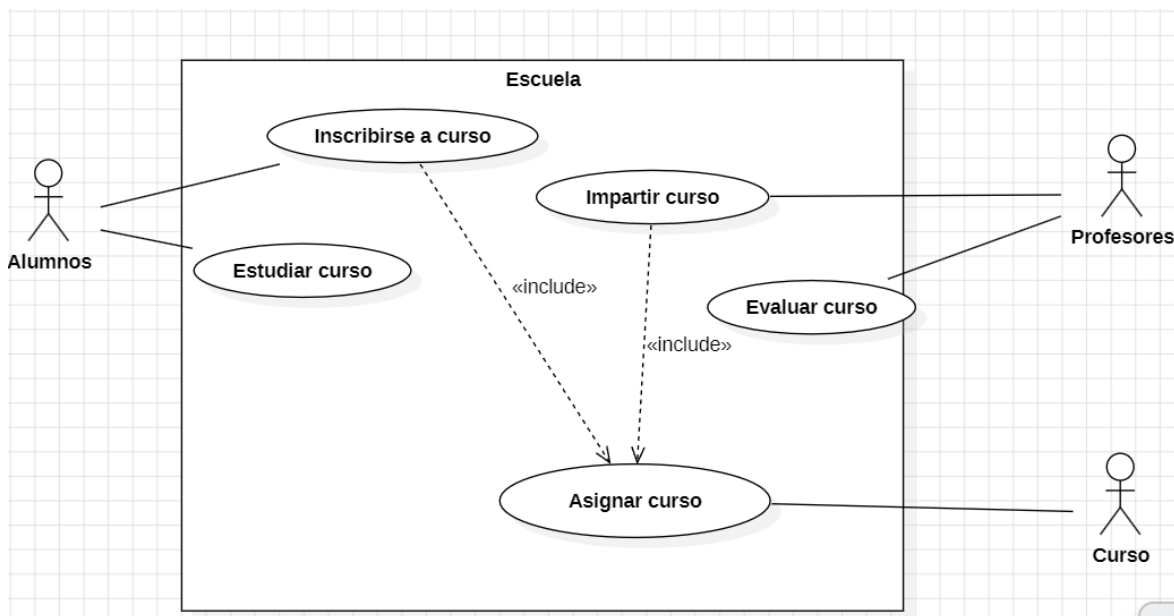 Escuela
Inscribirse a curso
Impartir curso
Alumnos
Profesores
Estudiar curso
«include»
Evaluar curso
«include»
Asignar curso
Curso